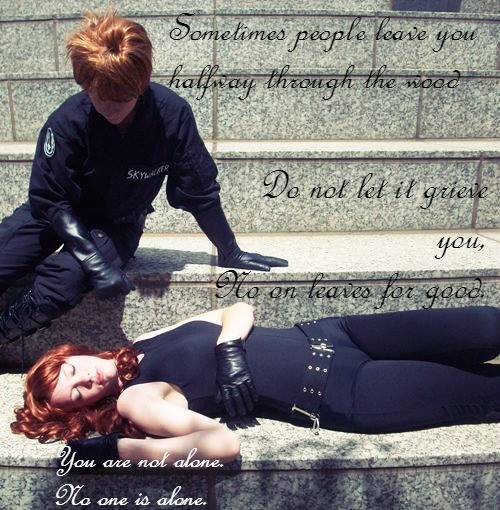 Sometimes people leave you
halfway through the wood
SKYWALKER
Do not let it grieve
you,
No on leaves for good.
You are not alone.
No one is alone.